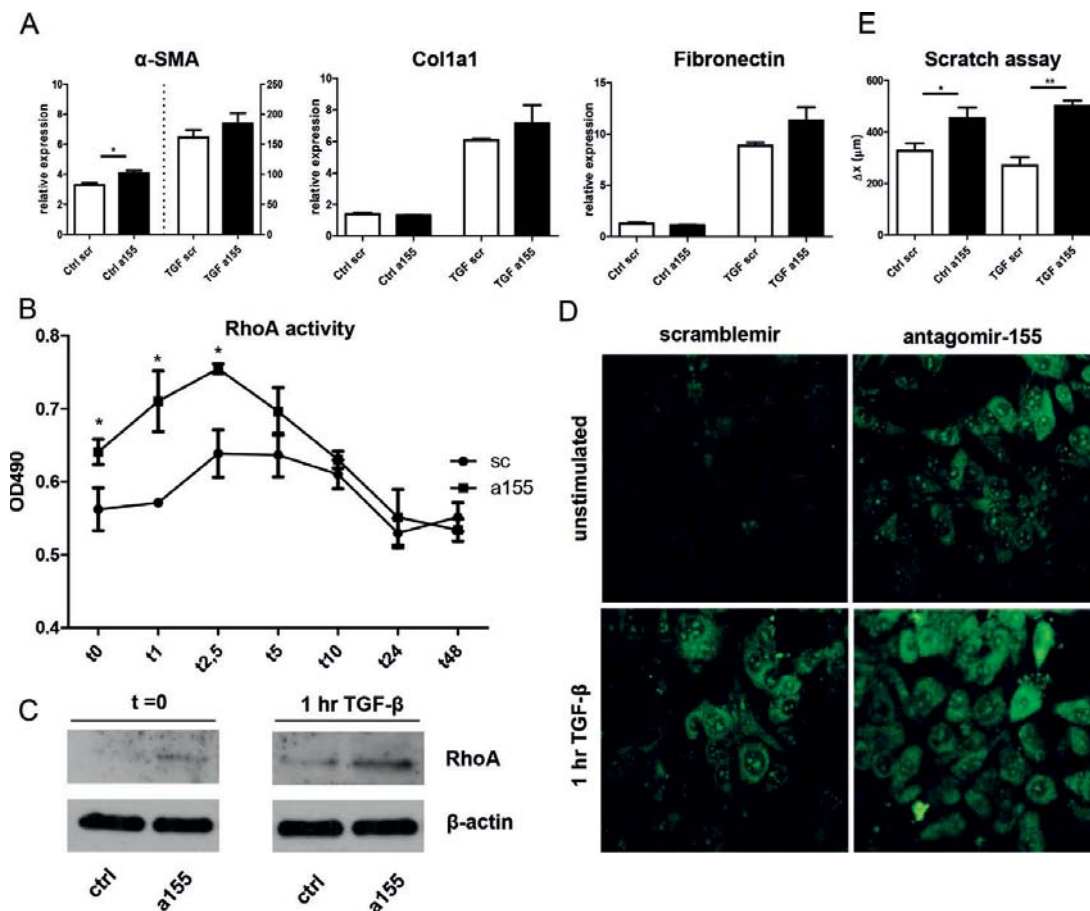 A
α-SMA
relative expression
10
8
6
4
2
0
*
250
200
150
100
50
0
Ctrl scr
Ctrl a155
TGF scr
TGF a155
Col1a1
relative expression
10
8
6
4
2
0
Ctrl scr
Ctrl a155
TGF scr
TGF a155
Fibronectin
relative expression
15
10
5
0
Ctrl scr
Ctrl a155
TGF scr
TGF a155
E
Scratch assay
Δx (μm)
600
400
200
0
*
**
Ctrl scr
Ctrl a155
TGF scr
TGF a155
B
RhoA activity
OD490
0.8
0.7
0.6
0.5
0.4
*
*
*
sc
a155
t0
t1
t2,5
t5
t10
t24
t48
C
t =0
1 hr TGF-β
RhoA
β-actin
ctrl
a155
ctrl
a155
D
scramblemir
antagomir-155
unstimulated
1 hr TGF-β